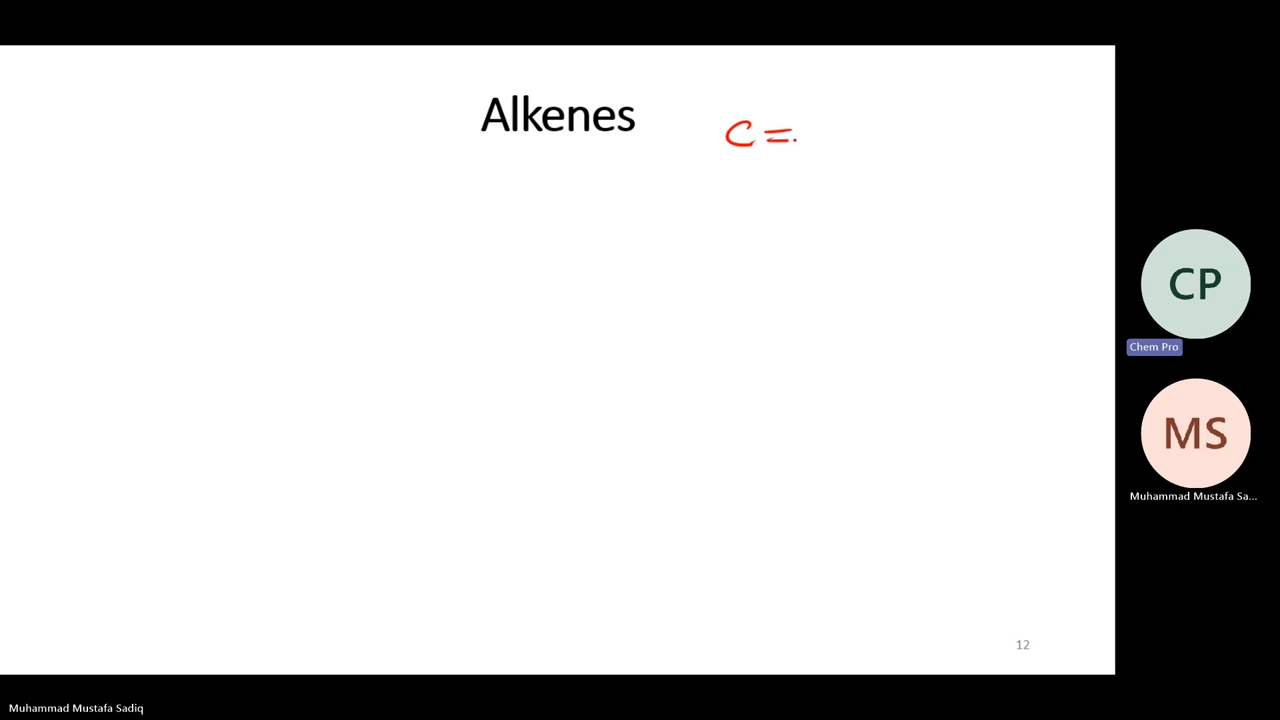 Alkenes
C =
CP
Chem Pro
MS
Muhammad Mustafa Sa...
12
Muhammad Mustafa Sadiq